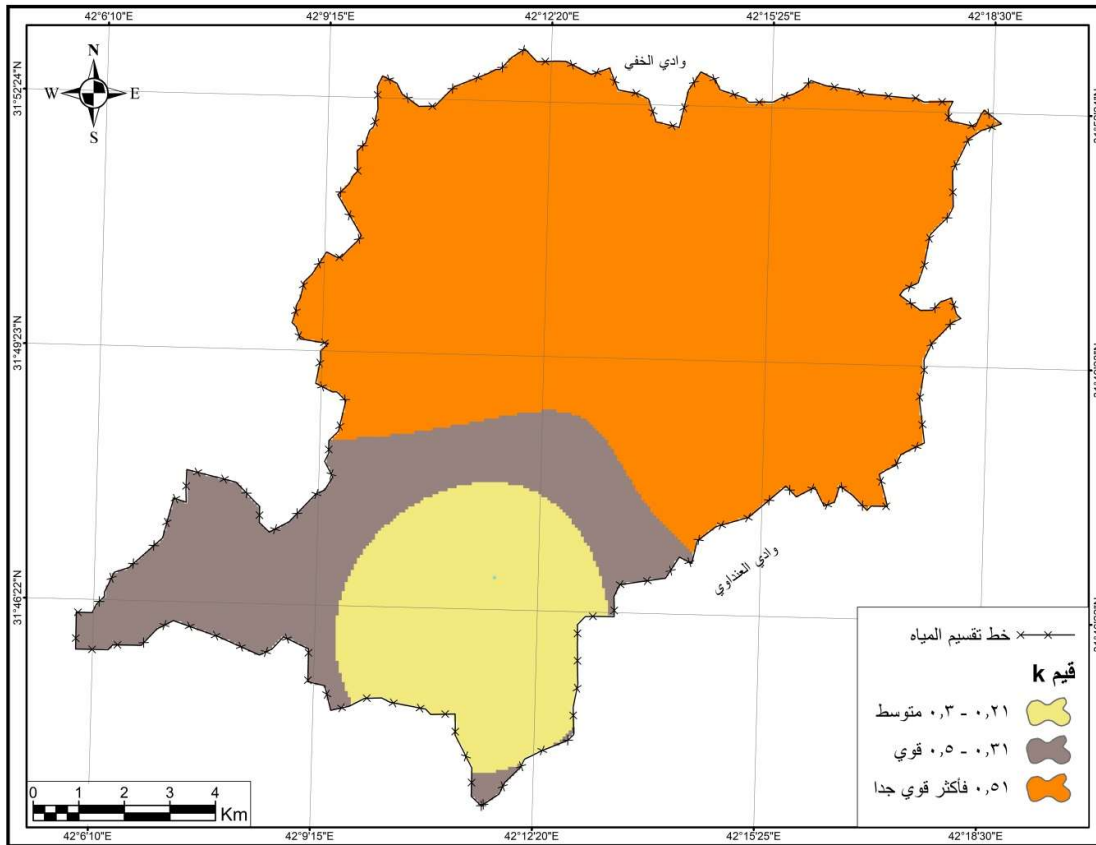 42°6'10"E 42°9'15"E 42°12'20"E 42°15'25"E 42°18'30"E
وادي الخفي
31°52'24"N
N
W E
S
31°49'23"N
وادي العنداوي
31°46'22"N
خط تقسيم المياه
قيم k
٠,٢١ - ٠,٣ متوسط
٠,٣١ - ٠,٥ قوي
٠,٥١ فأكثر قوي جدا
0 1 2 3 4
Km
42°6'10"E 42°9'15"E 42°12'20"E 42°15'25"E 42°18'30"E